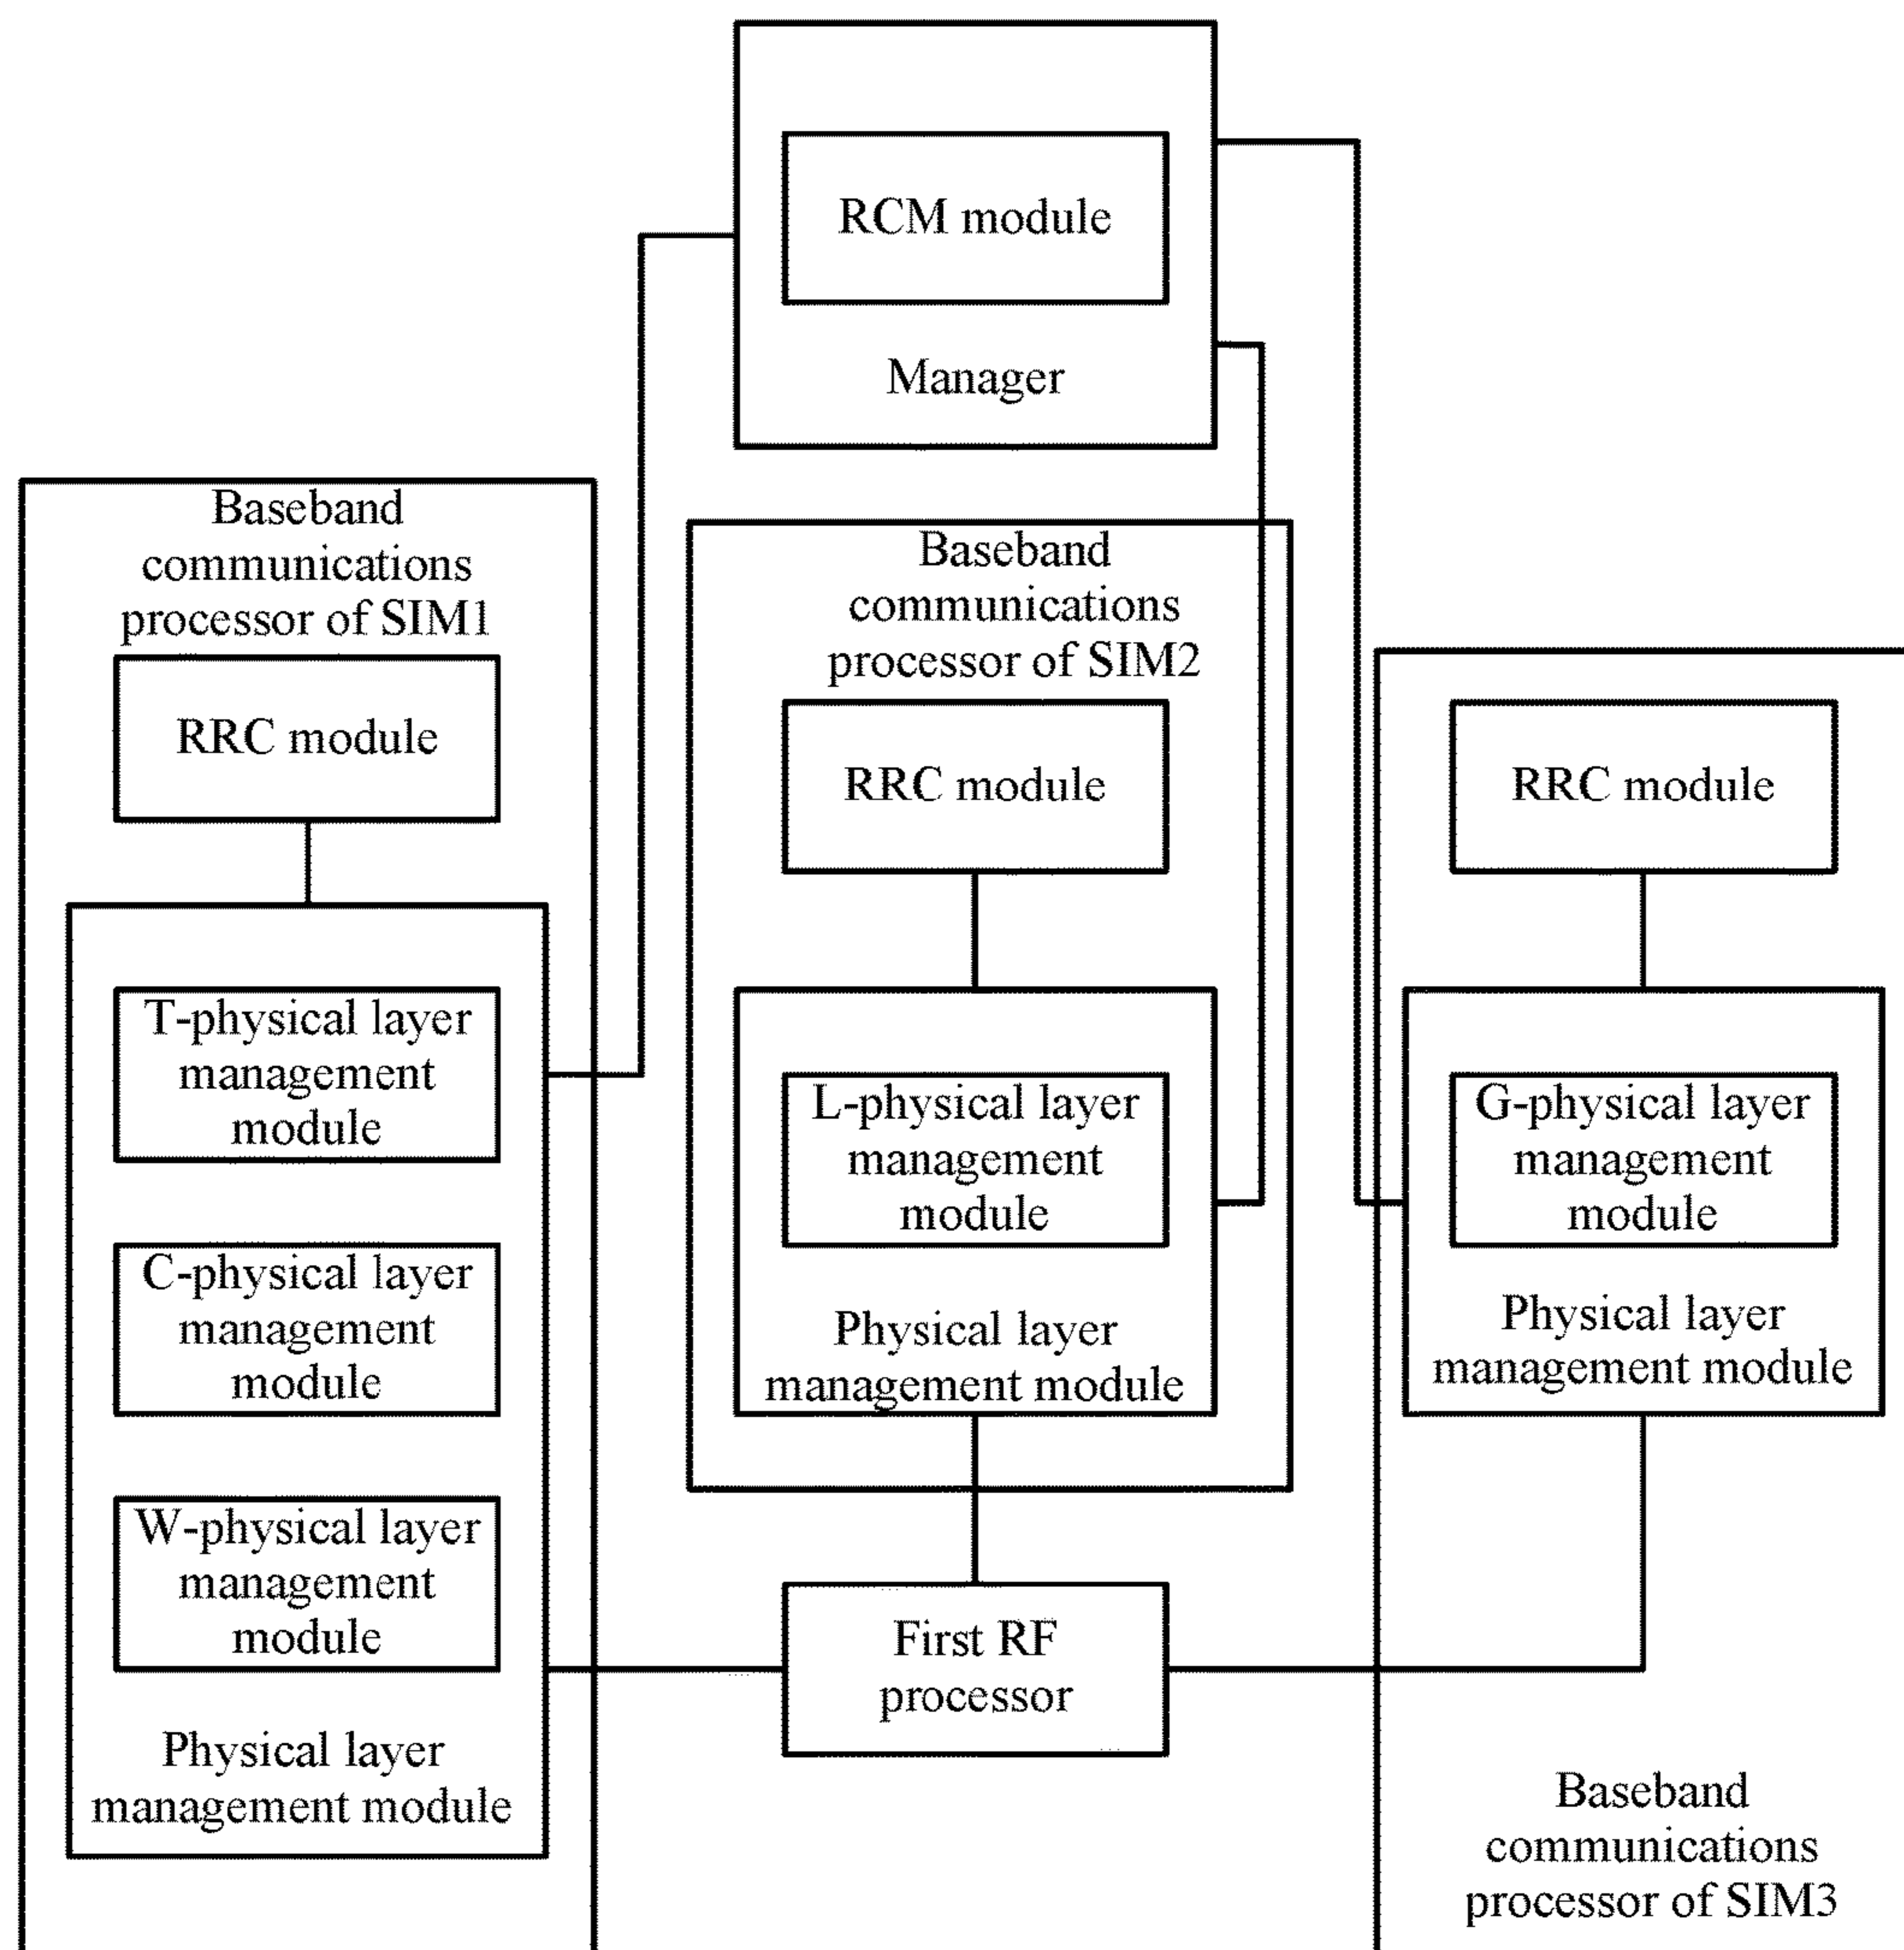 RCM module
Manager
Baseband
communications
processor of SIM1
RRC module
T-physical layer
management
module
C-physical layer
management
module
W-physical layer
management
module
Physical layer
management module
Baseband
communications
processor of SIM2
RRC module
L-physical layer
management
module
Physical layer
management module
First RF
processor
RRC module
G-physical layer
management
module
Physical layer
management module
Baseband
communications
processor of SIM3